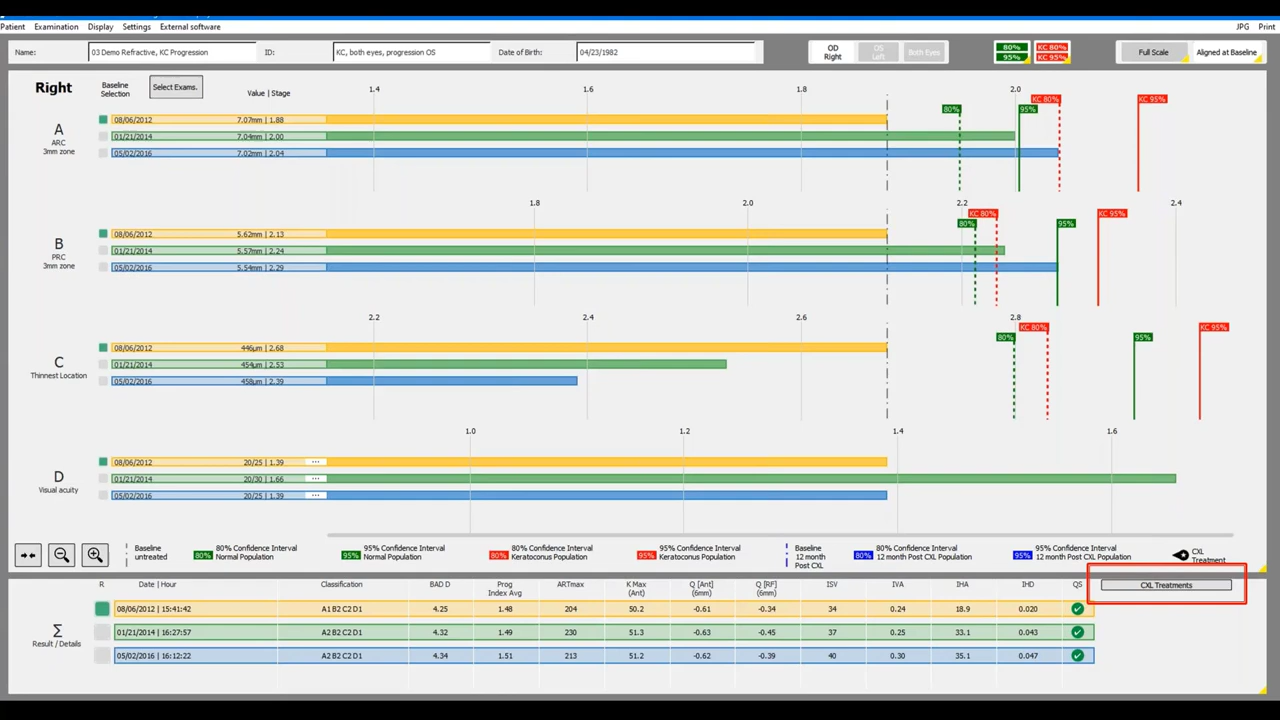 Patient Examination Display Settings External software JPG Print
Name: 03 Demo Refractive, KC Progression ID: KC, both eyes, progression OS Date of Birth: 04/23/1982 OD Right OS Left Both Eyes 80% 95% KC 80% KC 95% Full Scale Aligned at Baseline
Right Baseline Selection Select Exams. Value | Stage 1.4 1.6 1.8 2.0
80% 95% KC 80% KC 95%
A
ARC
3mm zone
08/06/2012 7.07mm | 1.88
01/21/2014 7.04mm | 2.00
05/02/2016 7.02mm | 2.04
1.8 2.0 2.2 2.4
80% KC 80% 95% KC 95%
B
PRC
3mm zone
08/06/2012 5.62mm | 2.13
01/21/2014 5.57mm | 2.24
05/02/2016 5.54mm | 2.29
2.2 2.4 2.6 2.8
80% KC 80% 95% KC 95%
C
Thinnest Location
08/06/2012 446µm | 2.68
01/21/2014 454µm | 2.53
05/02/2016 458µm | 2.39
1.0 1.2 1.4 1.6
D
Visual acuity
08/06/2012 20/25 | 1.39 ...
01/21/2014 20/30 | 1.66 ...
05/02/2016 20/25 | 1.39 ...
Baseline untreated
80% 80% Confidence Interval Normal Population
95% 95% Confidence Interval Normal Population
80% 80% Confidence Interval Keratoconus Population
95% 95% Confidence Interval Keratoconus Population
Baseline 12 month Post CXL
80% 80% Confidence Interval 12 month Post CXL Population
95% 95% Confidence Interval 12 month Post CXL Population
CXL Treatment
R Date | Hour Classification BAD D Prog Index Avg ARTmax K Max (Ant) Q [Ant] (6mm) Q [RF] (6mm) ISV IVA IHA IHD QS CXL Treatments
Σ
Result / Details
08/06/2012 | 15:41:42 A1 B2 C2 D1 4.25 1.48 204 50.2 -0.61 -0.34 34 0.24 18.9 0.020
01/21/2014 | 16:27:57 A2 B2 C2 D1 4.32 1.49 230 51.3 -0.63 -0.45 37 0.25 33.1 0.043
05/02/2016 | 16:12:22 A2 B2 C2 D1 4.34 1.51 213 51.2 -0.62 -0.39 40 0.30 35.1 0.047